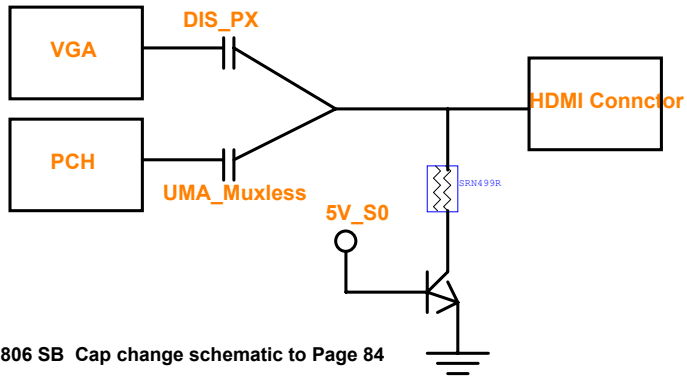 DIS_PX
VGA
HDMI Connctor
PCH
SRN499R
UMA_Muxless
5V_S0
806 SB Cap change schematic to Page 84